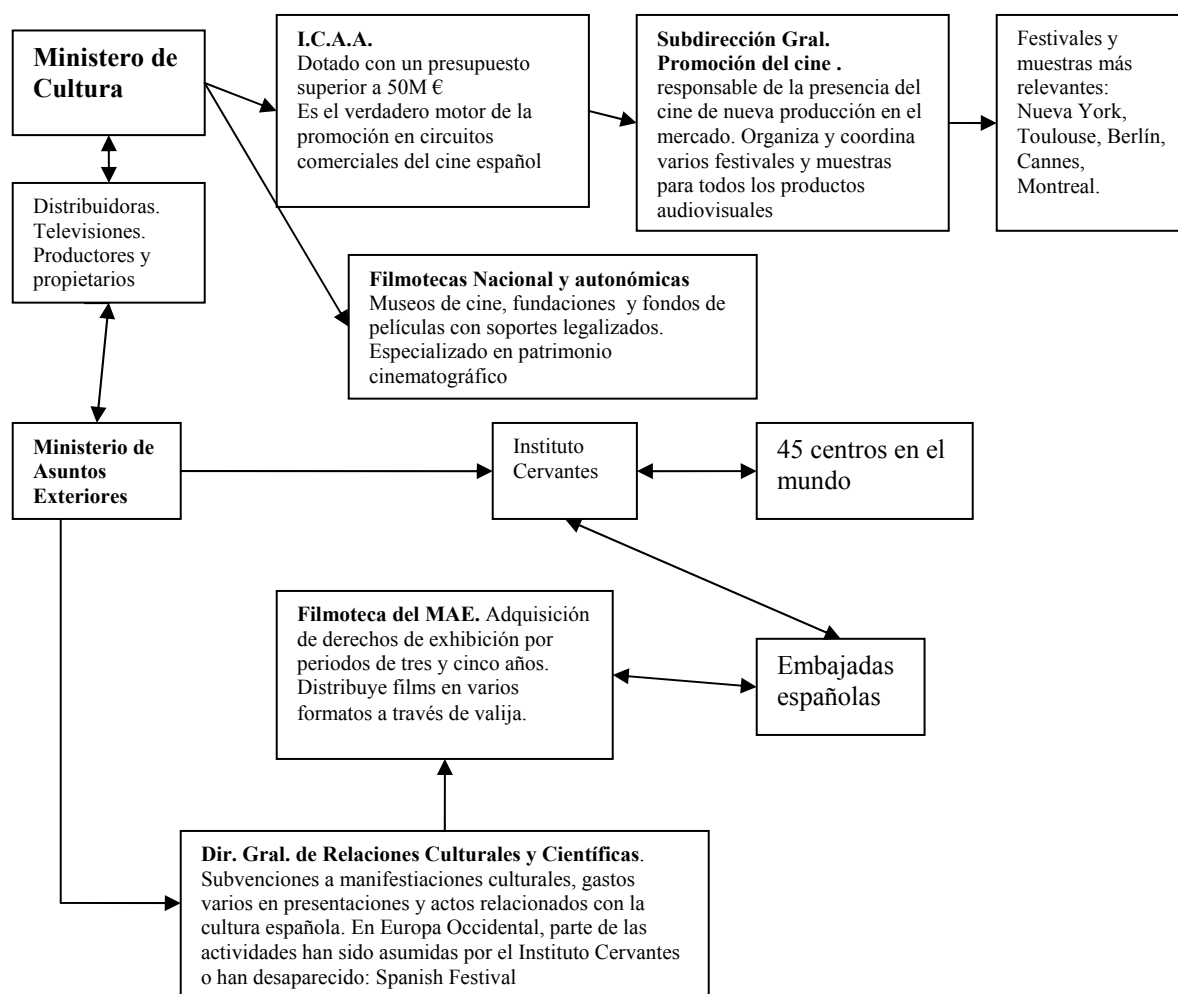 Ministero de
Cultura
I.C.A.A.
Dotado con un presupuesto
superior a 50M €
Es el verdadero motor de la
promoción en circuitos
comerciales del cine español
Subdirección Gral.
Promoción del cine .
responsable de la presencia del
cine de nueva producción en el
mercado. Organiza y coordina
varios festivales y muestras
para todos los productos
audiovisuales
Festivales y
muestras más
relevantes:
Nueva York,
Toulouse, Berlín,
Cannes,
Montreal.
Distribuidoras.
Televisiones.
Productores y
propietarios
Filmotecas Nacional y autonómicas
Museos de cine, fundaciones y fondos de
películas con soportes legalizados.
Especializado en patrimonio
cinematográfico
Ministerio de
Asuntos
Exteriores
Instituto
Cervantes
45 centros en el
mundo
Filmoteca del MAE. Adquisición
de derechos de exhibición por
periodos de tres y cinco años.
Distribuye films en varios
formatos a través de valija.
Embajadas
españolas
Dir. Gral. de Relaciones Culturales y Científicas.
Subvenciones a manifestiaciones culturales, gastos
varios en presentaciones y actos relacionados con la
cultura española. En Europa Occidental, parte de las
actividades han sido asumidas por el Instituto Cervantes
o han desaparecido: Spanish Festival